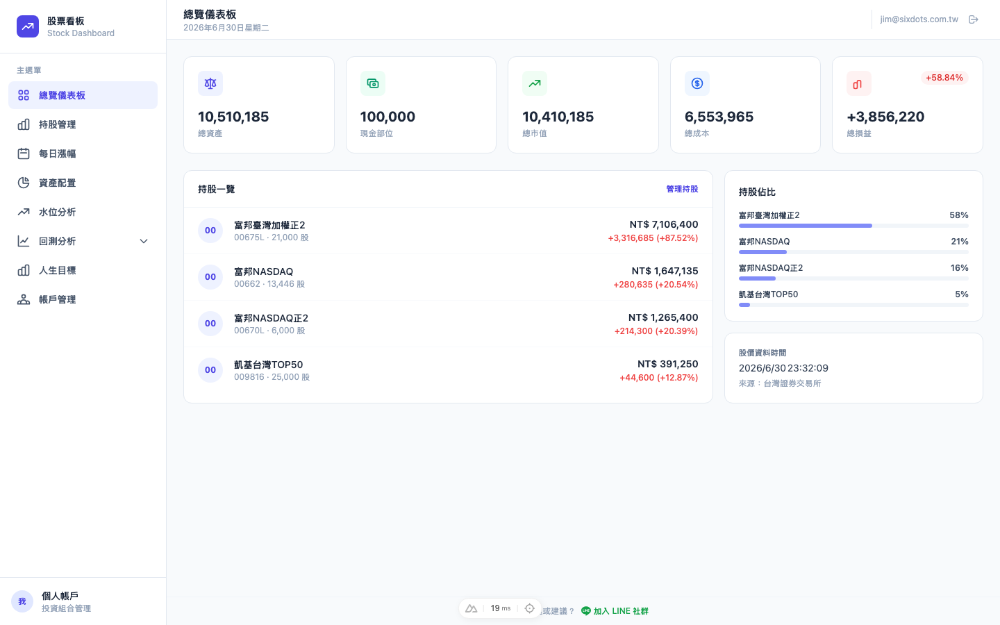 股票看板
Stock Dashboard
主選單
總覽儀表板
持股管理
每日漲幅
資產配置
水位分析
回測分析
人生目標
帳戶管理
我
個人帳戶
投資組合管理
總覽儀表板
2026年6月30日星期二
jim@sixdots.com.tw
10,510,185
總資產
100,000
現金部位
10,410,185
總市值
6,553,965
總成本
+58.84%
+3,856,220
總損益
持股一覽
管理持股
00
富邦臺灣加權正2
00675L · 21,000 股
NT$ 7,106,400
+3,316,685 (+87.52%)
00
富邦NASDAQ
00662 · 13,446 股
NT$ 1,647,135
+280,635 (+20.54%)
00
富邦NASDAQ正2
00670L · 6,000 股
NT$ 1,265,400
+214,300 (+20.39%)
00
凱基台灣TOP50
009816 · 25,000 股
NT$ 391,250
+44,600 (+12.87%)
持股佔比
富邦臺灣加權正2 58%
富邦NASDAQ 21%
富邦NASDAQ正2 16%
凱基台灣TOP50 5%
股價資料時間
2026/6/30 23:32:09
來源：台灣證券交易所
19 ms
或建議？ LINE 加入 LINE 社群